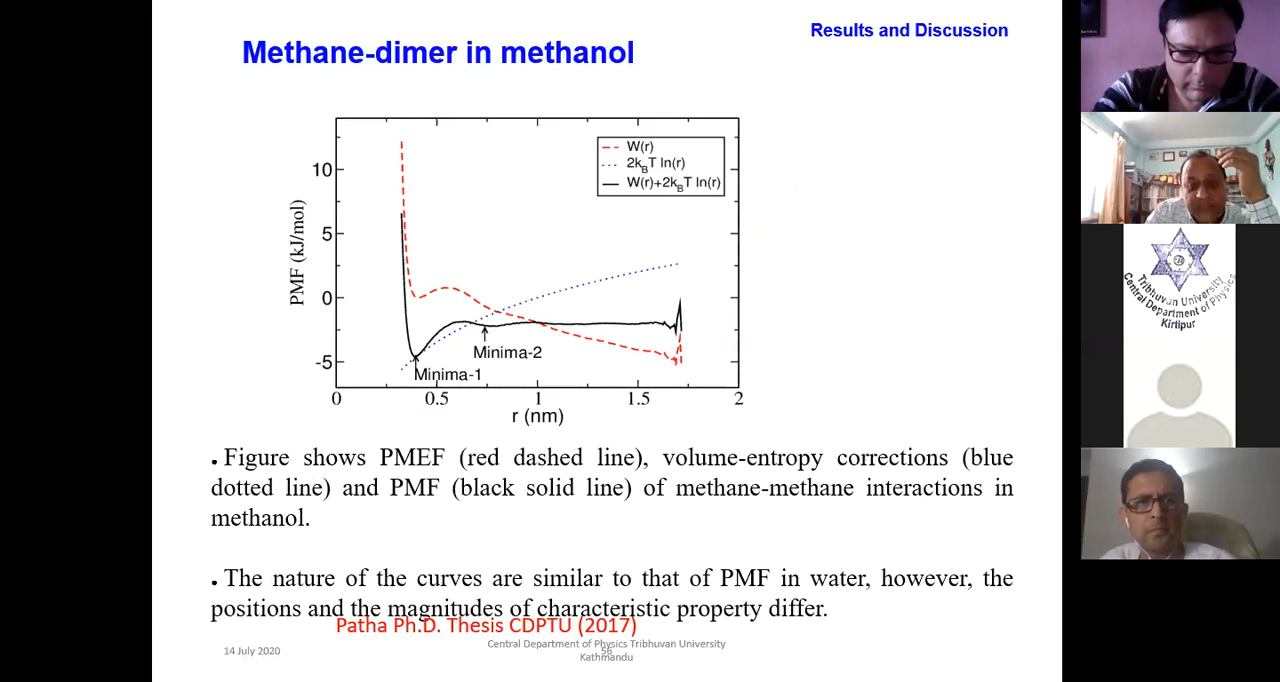 Results and Discussion
Methane-dimer in methanol
W(r)
2k_BT ln(r)
W(r)+2k_BT ln(r)
PMF (kJ/mol)
10
5
0
-5
Minima-2
Minima-1
0
0.5
1
1.5
2
r (nm)
. Figure shows PMEF (red dashed line), volume-entropy corrections (blue
dotted line) and PMF (black solid line) of methane-methane interactions in
methanol.
. The nature of the curves are similar to that of PMF in water, however, the
positions and the magnitudes of characteristic property differ.
Patha Ph.D. Thesis CDPTU (2017)
14 July 2020
Central Department of Physics Tribhuvan University
Kathmandu
56
Tribhuvan University
Central Department of Physics
Kirtipur